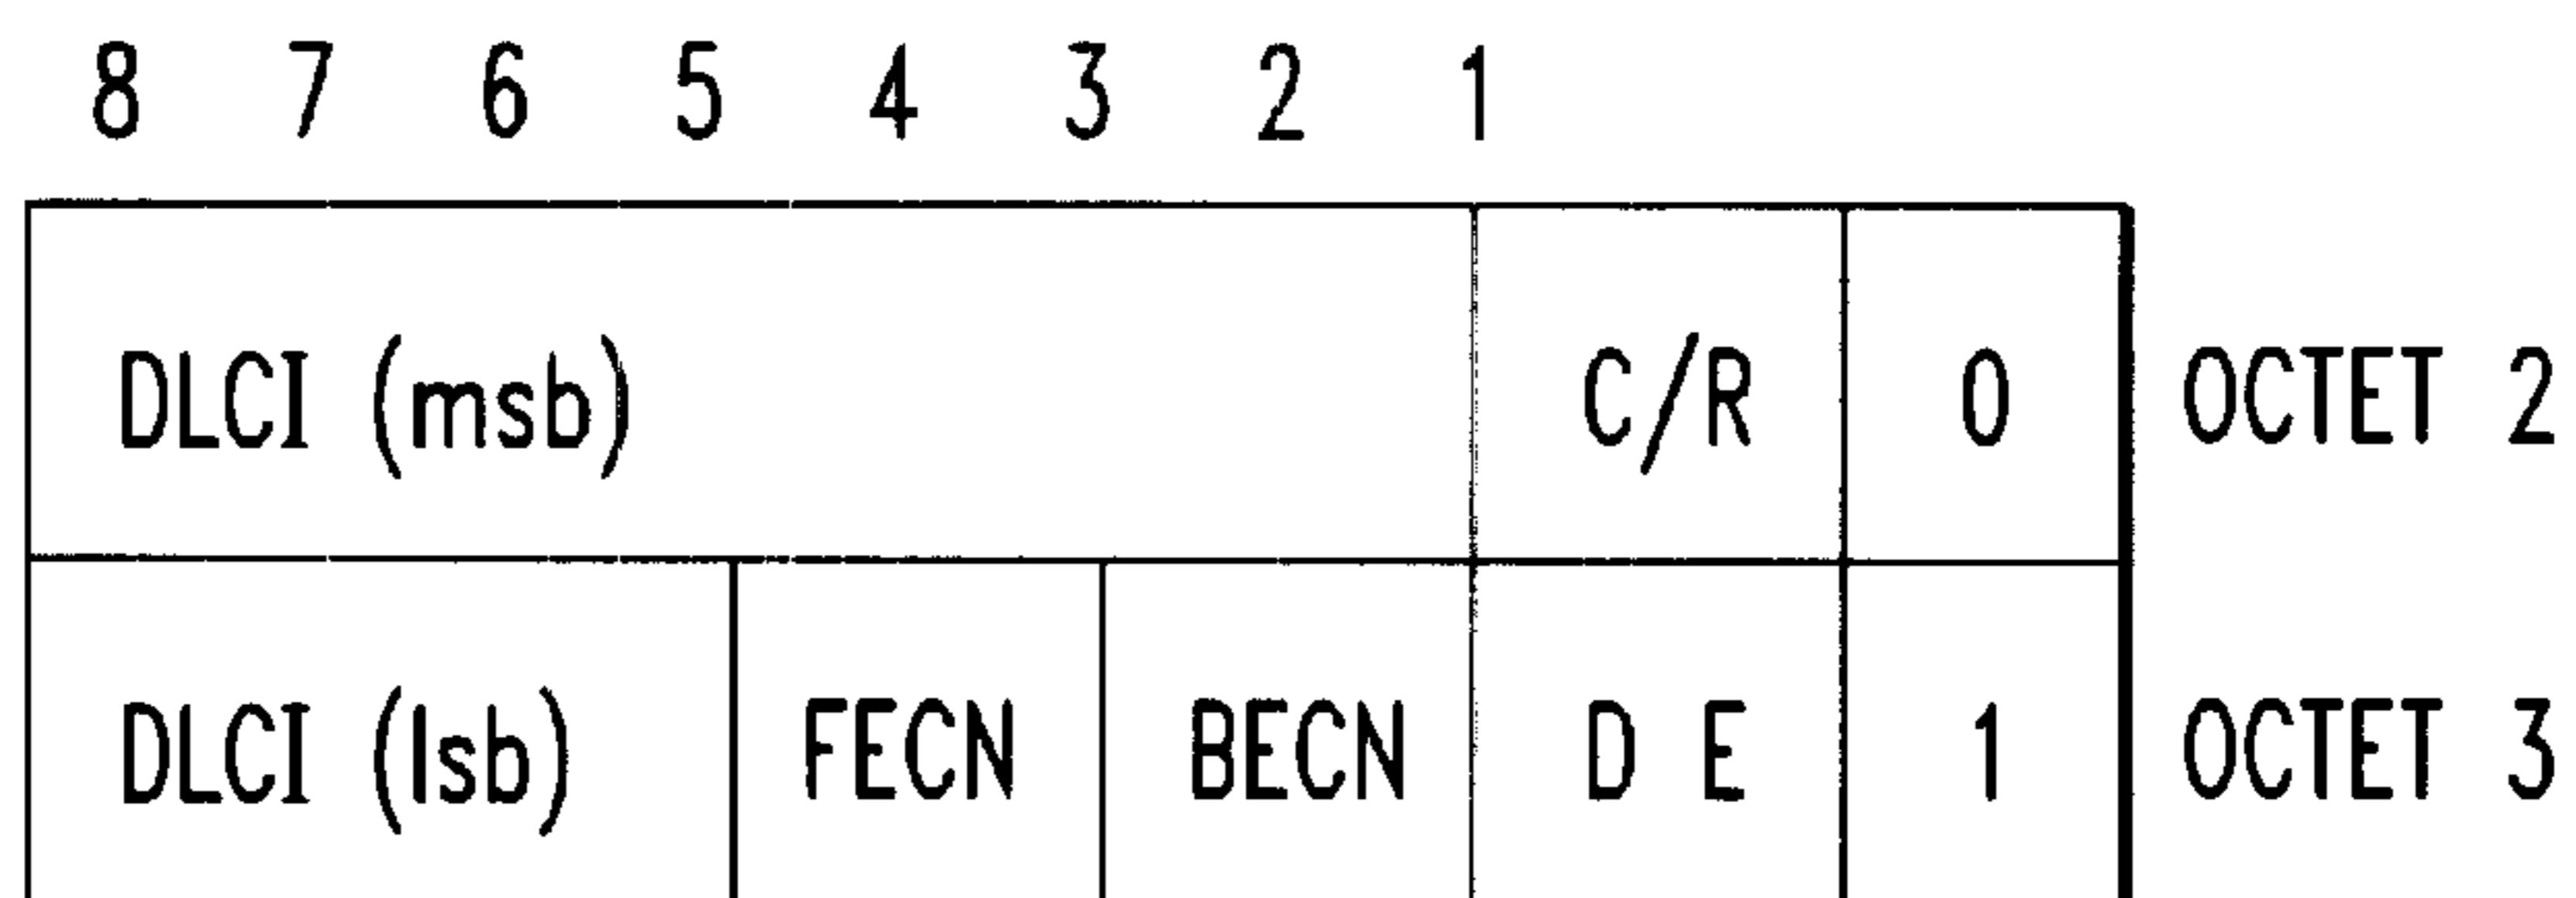 8 7 6 5 4 3 2 1
DLCI (msb) C/R 0 OCTET 2
DLCI (lsb) FECN BECN D E 1 OCTET 3